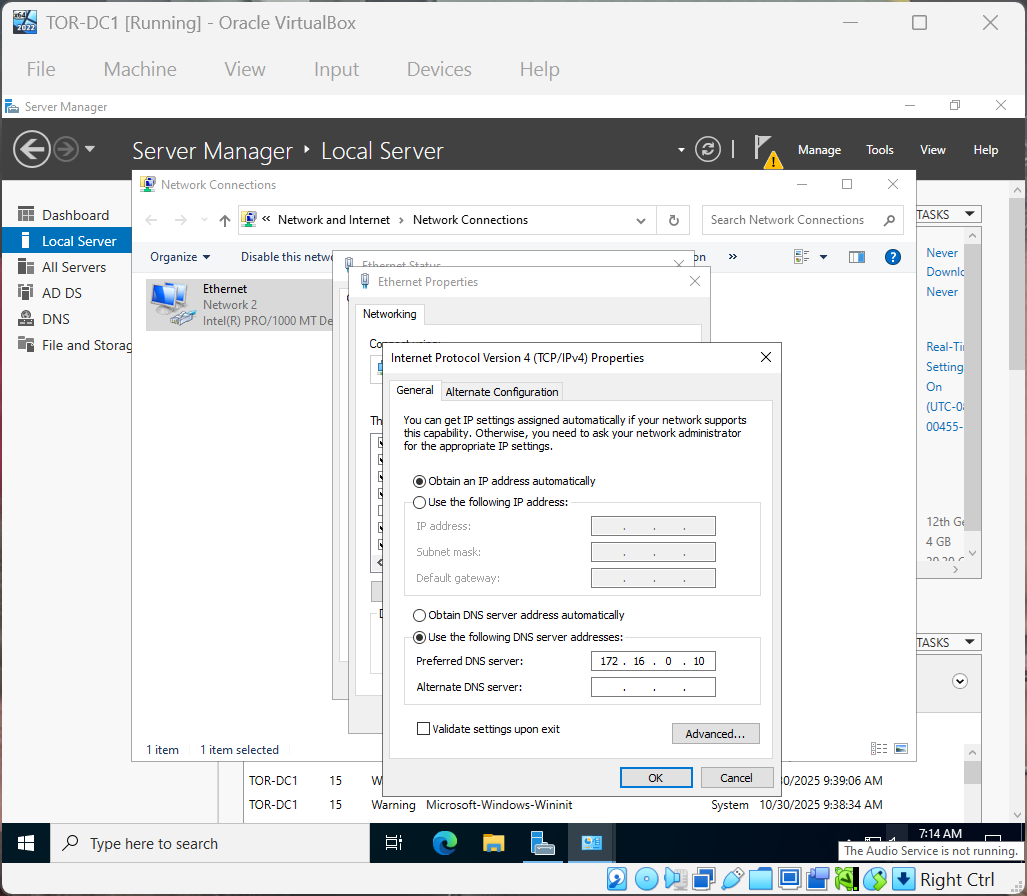 TOR-DC1 [Running] - Oracle VirtualBox
File Machine View Input Devices Help
Server Manager
Server Manager Local Server
Manage Tools View Help
Network Connections
Dashboard
Local Server
All Servers
AD DS
DNS
File and Storag
« Network and Internet › Network Connections
Search Network Connections
Organize
Disable this netw
on
»
Ethernet
Network 2
Intel(R) PRO/1000 MT De
Ethernet Status
Ethernet Properties
Networking
Th
Internet Protocol Version 4 (TCP/IPv4) Properties
General
Alternate Configuration
You can get IP settings assigned automatically if your network supports
this capability. Otherwise, you need to ask your network administrator
for the appropriate IP settings.
Obtain an IP address automatically
Use the following IP address:
IP address: . . .
Subnet mask: . . .
Default gateway: . . .
Obtain DNS server address automatically
Use the following DNS server addresses:
Preferred DNS server: 172 . 16 . 0 . 10
Alternate DNS server: . . .
Validate settings upon exit
Advanced...
OK
Cancel
TASKS
Never
Downlo
Never
Real-Ti
Setting
On
(UTC-08
00455-
12th Ge
4 GB
TASKS
1 item 1 item selected
TOR-DC1 15 W /30/2025 9:39:06 AM
TOR-DC1 15 Warning Microsoft-Windows-Wininit System 10/30/2025 9:38:34 AM
Type here to search
7:14 AM
The Audio Service is not running.
Right Ctrl